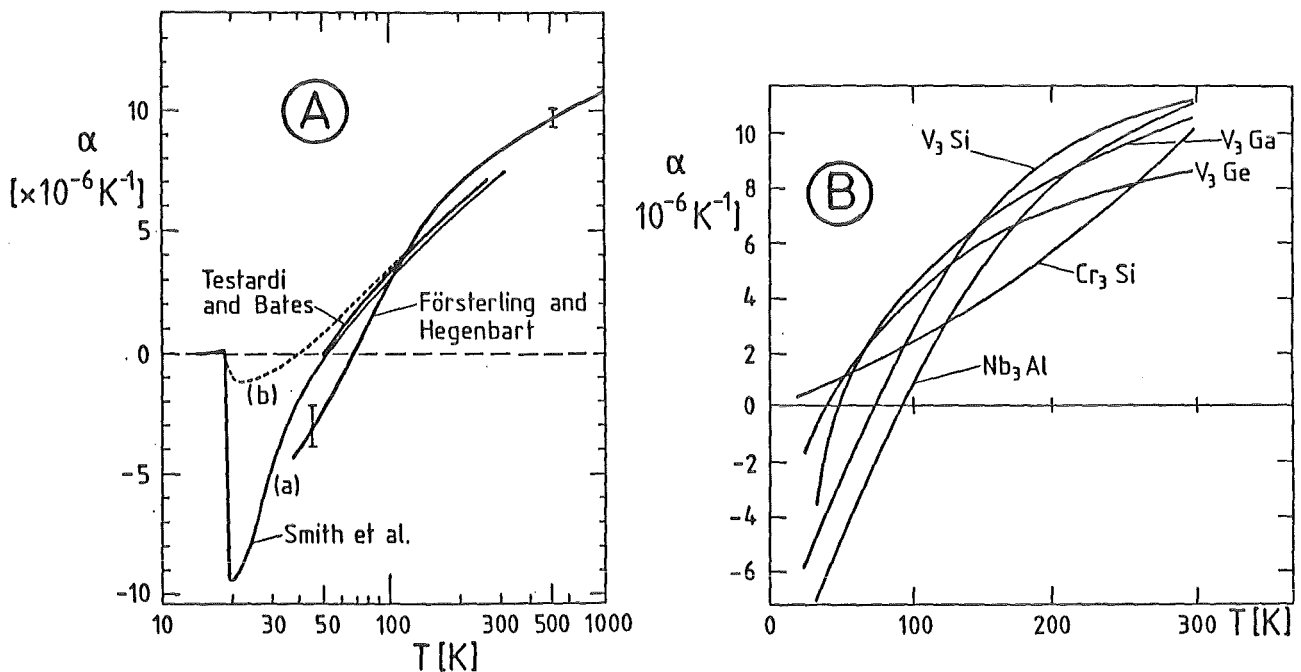 A
α
[×10⁻⁶ K⁻¹]
10
5
0
-5
-10
Testardi
and Bates
Försterling and
Hegenbart
(b)
(a)
Smith et al.
10
30
50
100
300
500
1000
T [K]
B
α
10⁻⁶ K⁻¹]
10
8
6
4
2
0
-2
-4
-6
V₃ Si
V₃ Ga
V₃ Ge
Cr₃ Si
Nb₃ Al
0
100
200
300
T [K]